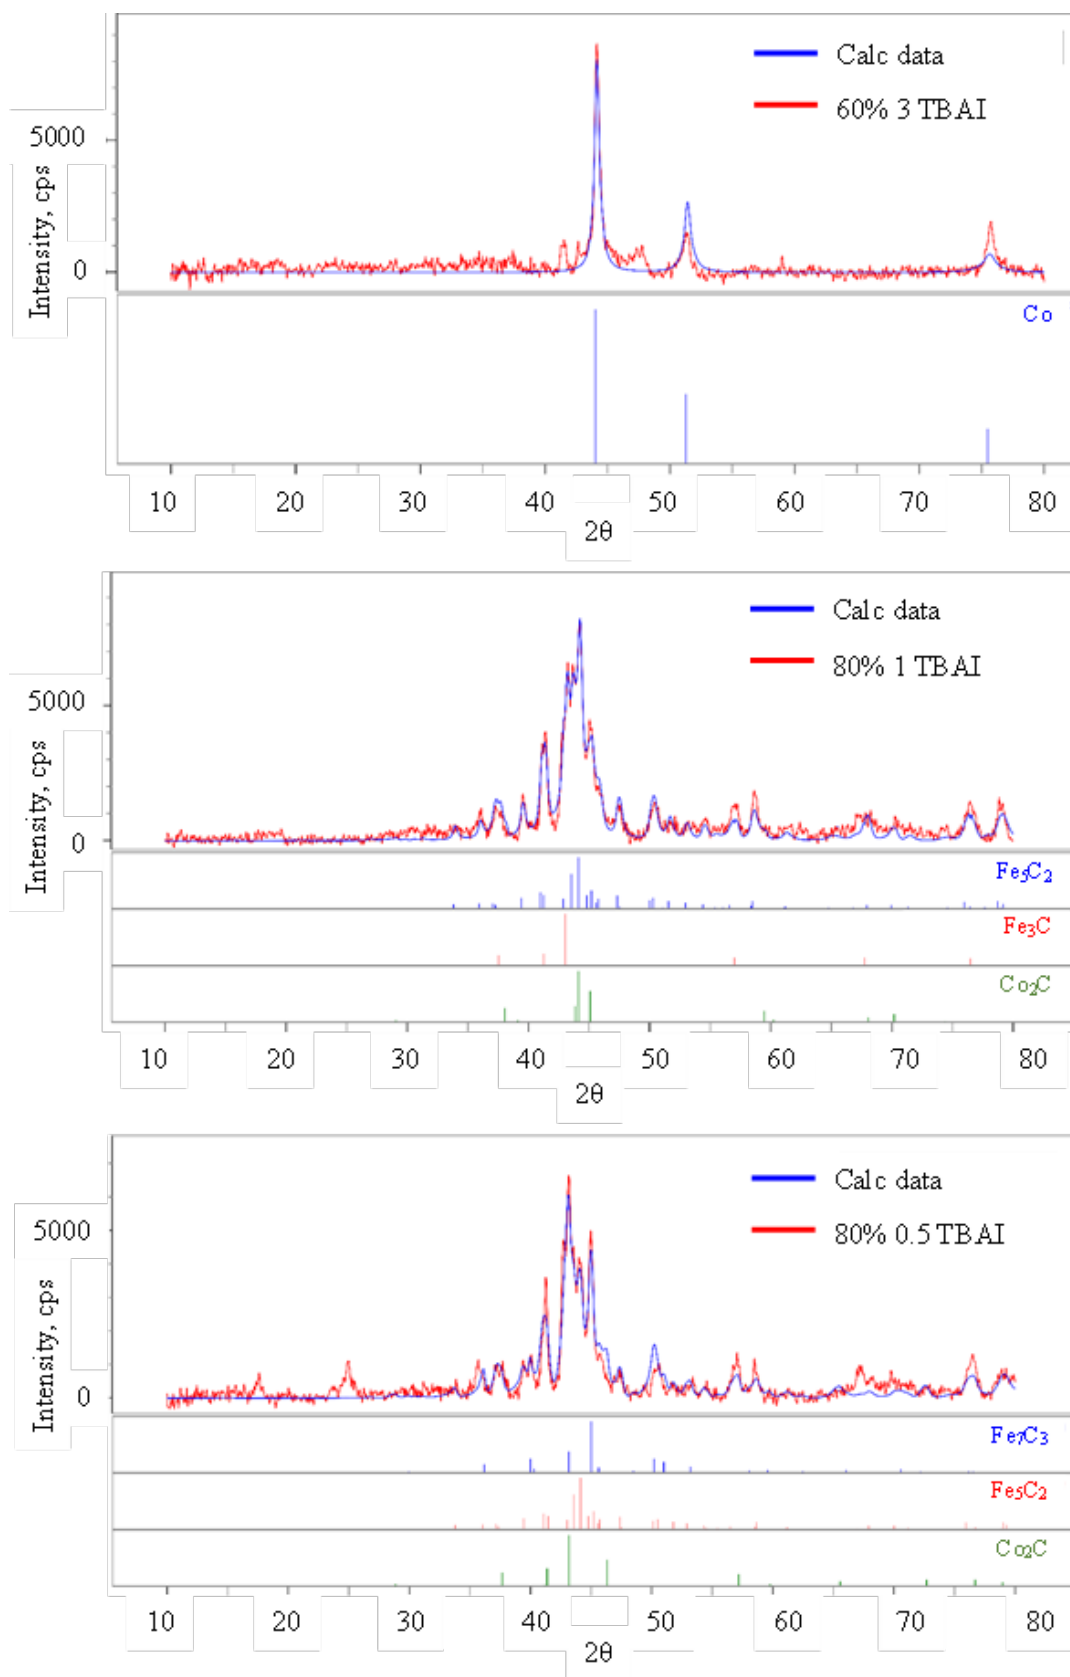 Calc data
60% 3 TBAI
5000
0
Intensity, cps
Co
10 20 30 40 50 60 70 80
2θ
Calc data
80% 1 TBAI
5000
0
Intensity, cps
Fe5C2
Fe3C
Co2C
10 20 30 40 50 60 70 80
2θ
Calc data
80% 0.5 TBAI
5000
0
Intensity, cps
Fe7C3
Fe5C2
Co2C
10 20 30 40 50 60 70 80
2θ